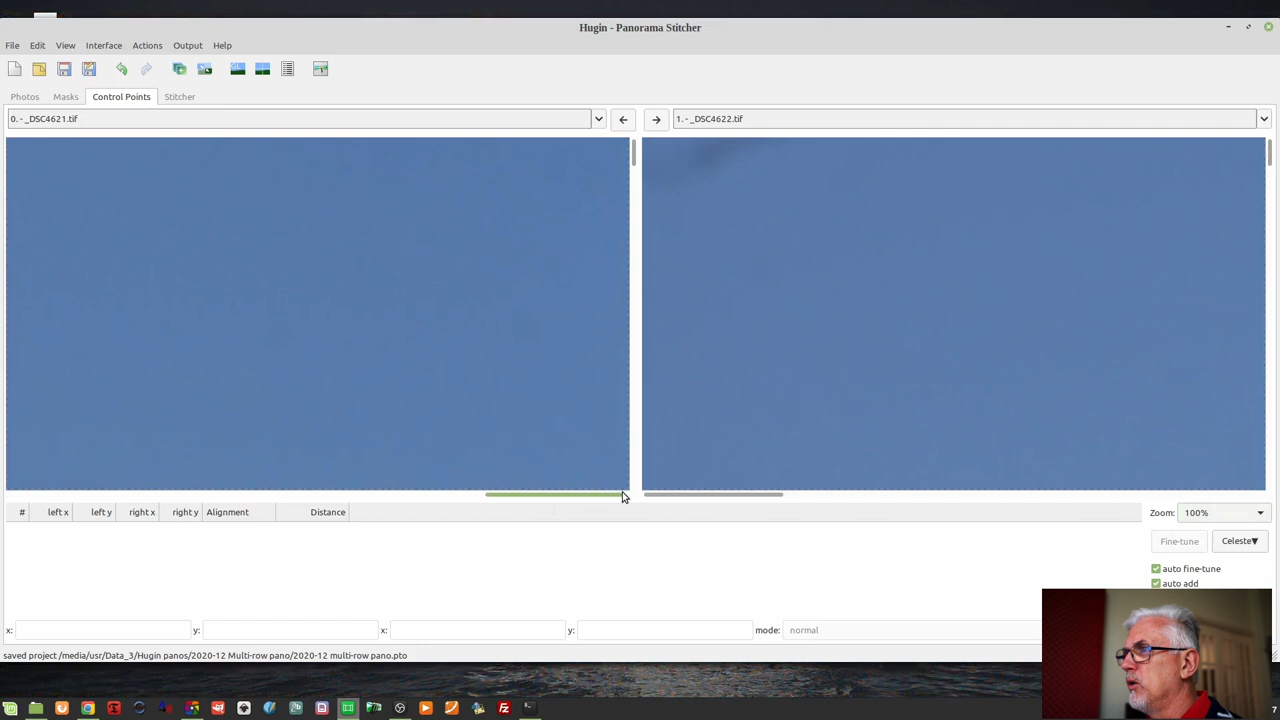 Hugin - Panorama Stitcher
File Edit View Interface Actions Output Help
Photos Masks Control Points Stitcher
0. - _DSC4621.tif
1. - _DSC4622.tif
# left x left y right x right y Alignment Distance
Zoom: 100%
Fine-tune Celeste▼
auto fine-tune
auto add
x: y: x: y: mode: normal
saved project /media/usr/Data_3/Hugin panos/2020-12 Multi-row pano/2020-12 multi-row pano.pto
7